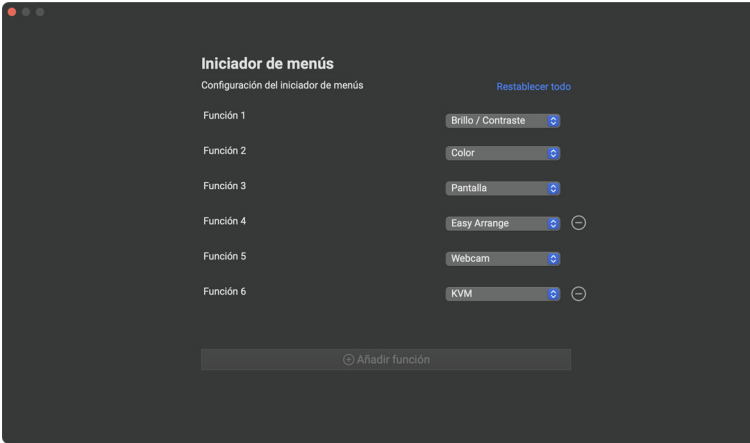 Iniciador de menús
Configuración del iniciador de menús Restablecer todo
Función 1 Brillo / Contraste
Función 2 Color
Función 3 Pantalla
Función 4 Easy Arrange
Función 5 Webcam
Función 6 KVM
Añadir función